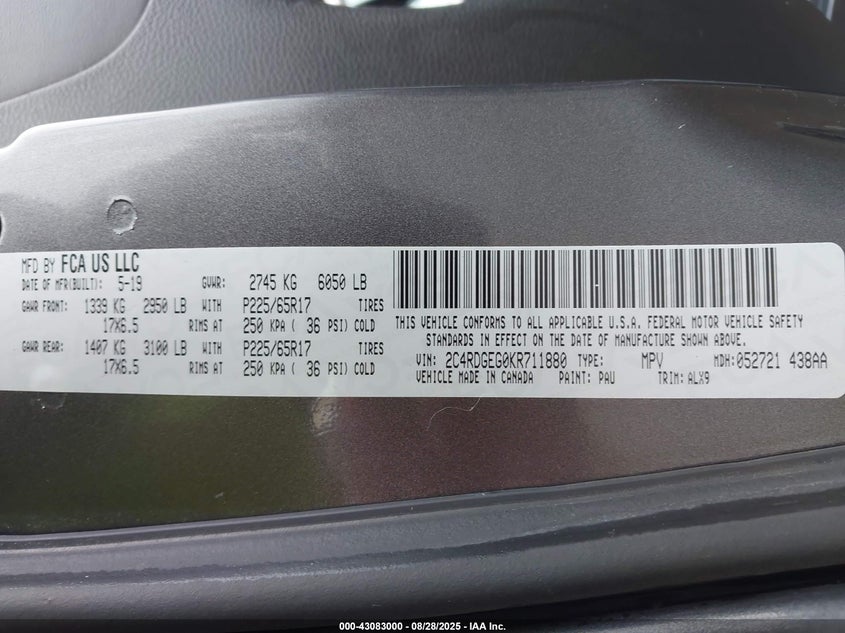 MFD BY FCA US LLC
DATE OF MFR(BUILT): 5-19 GVWR: 2745 KG 6050 LB
GAWR FRONT: 1339 KG 2950 LB WITH P225/65R17 TIRES
17X6.5 RIMS AT 250 KPA ( 36 PSI) COLD
GAWR REAR: 1407 KG 3100 LB WITH P225/65R17 TIRES
17X6.5 RIMS AT 250 KPA ( 36 PSI) COLD
THIS VEHICLE CONFORMS TO ALL APPLICABLE U.S.A. FEDERAL MOTOR VEHICLE SAFETY
STANDARDS IN EFFECT ON THE DATE OF MANUFACTURE SHOWN ABOVE.
VIN: 2C4RDGEG0KR711880 TYPE: MPV MDH:052721 438AA
VEHICLE MADE IN CANADA PAINT: PAU TRIM: ALX9
000-43083000 - 08/28/2025 - IAA Inc.